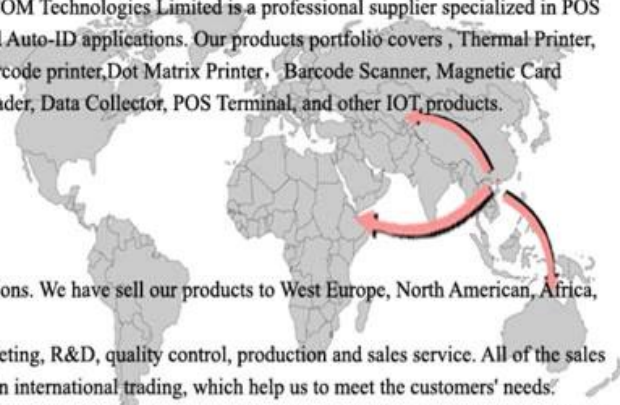 OM Technologies Limited is a professional supplier specialized in POS
Auto-ID applications. Our products portfolio covers , Thermal Printer,
rcode printer,Dot Matrix Printer， Barcode Scanner, Magnetic Card
ader, Data Collector, POS Terminal, and other IOT products.
ons. We have sell our products to West Europe, North American, Africa,
eting, R&D, quality control, production and sales service. All of the sales
n international trading, which help us to meet the customers' needs.